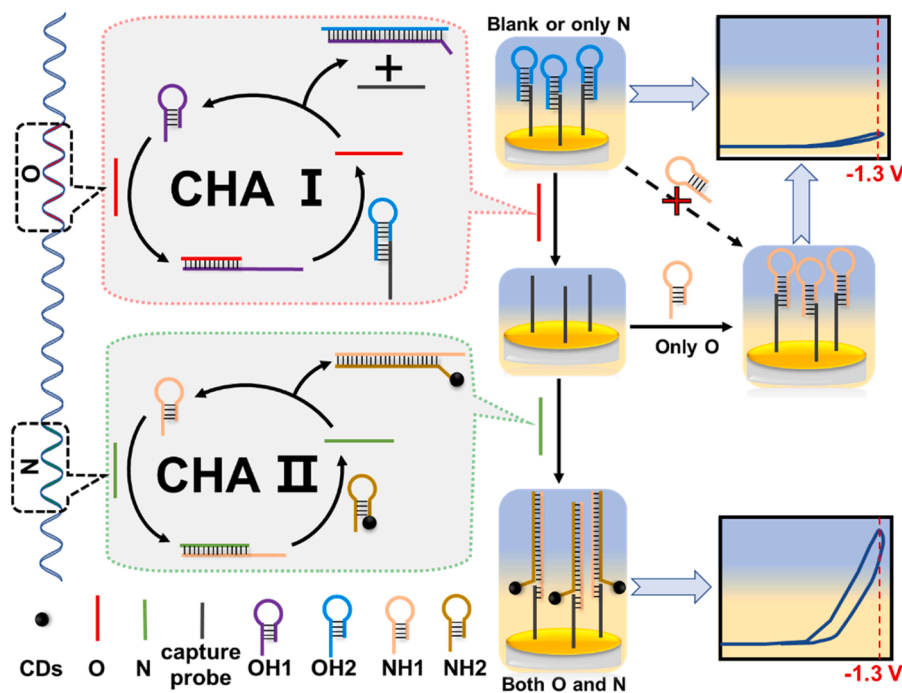 Blank or only N
-1.3 V
O
CHA I
Only O
N
CHA II
-1.3 V
CDs
O
N
capture
probe
OH1
OH2
NH1
NH2
Both O and N